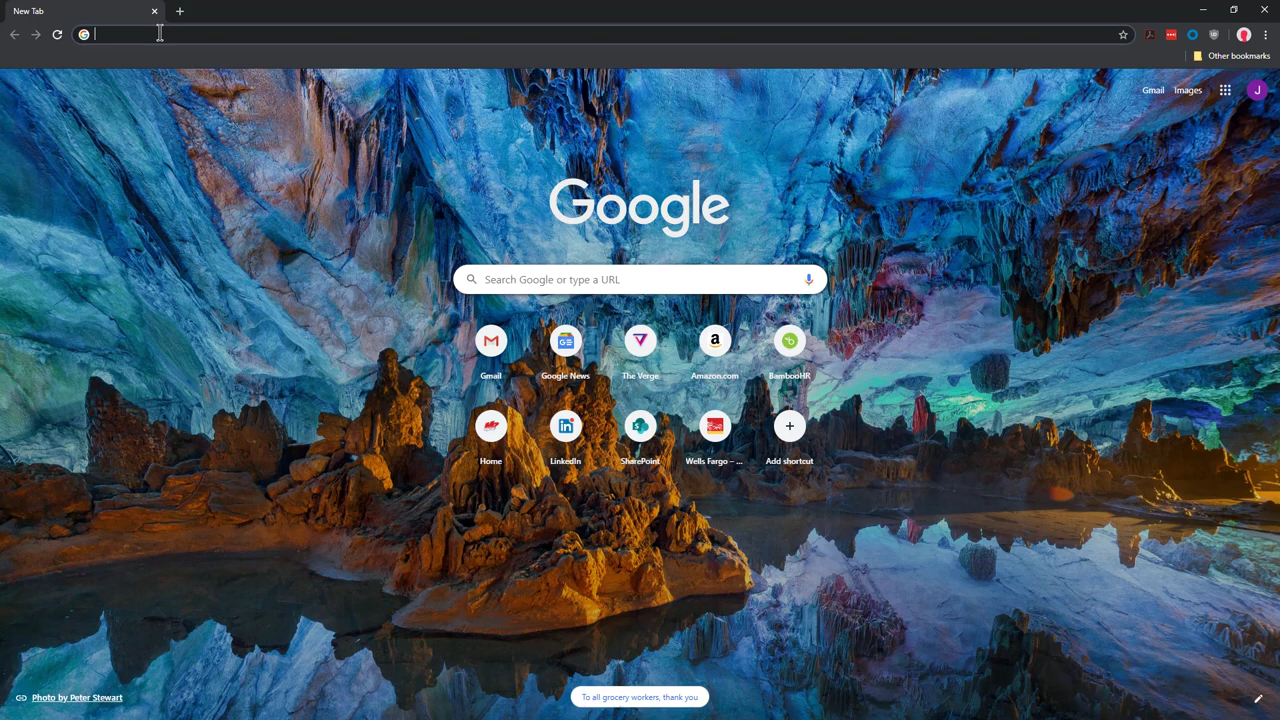 New Tab
Other bookmarks
Gmail Images J
Google
Search Google or type a URL
Gmail Google News The Verge Amazon.com BambooHR
Home LinkedIn SharePoint Wells Fargo – ... Add shortcut
Photo by Peter Stewart
To all grocery workers, thank you